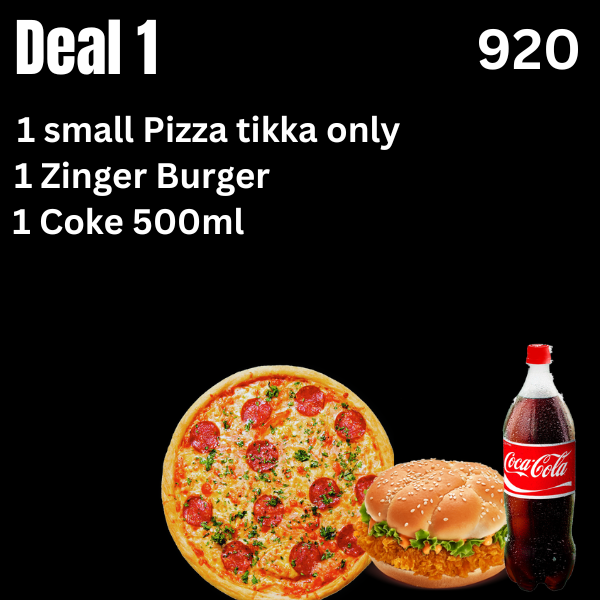 Deal 1
920
1 small Pizza tikka only
1 Zinger Burger
1 Coke 500ml
Coca-Cola